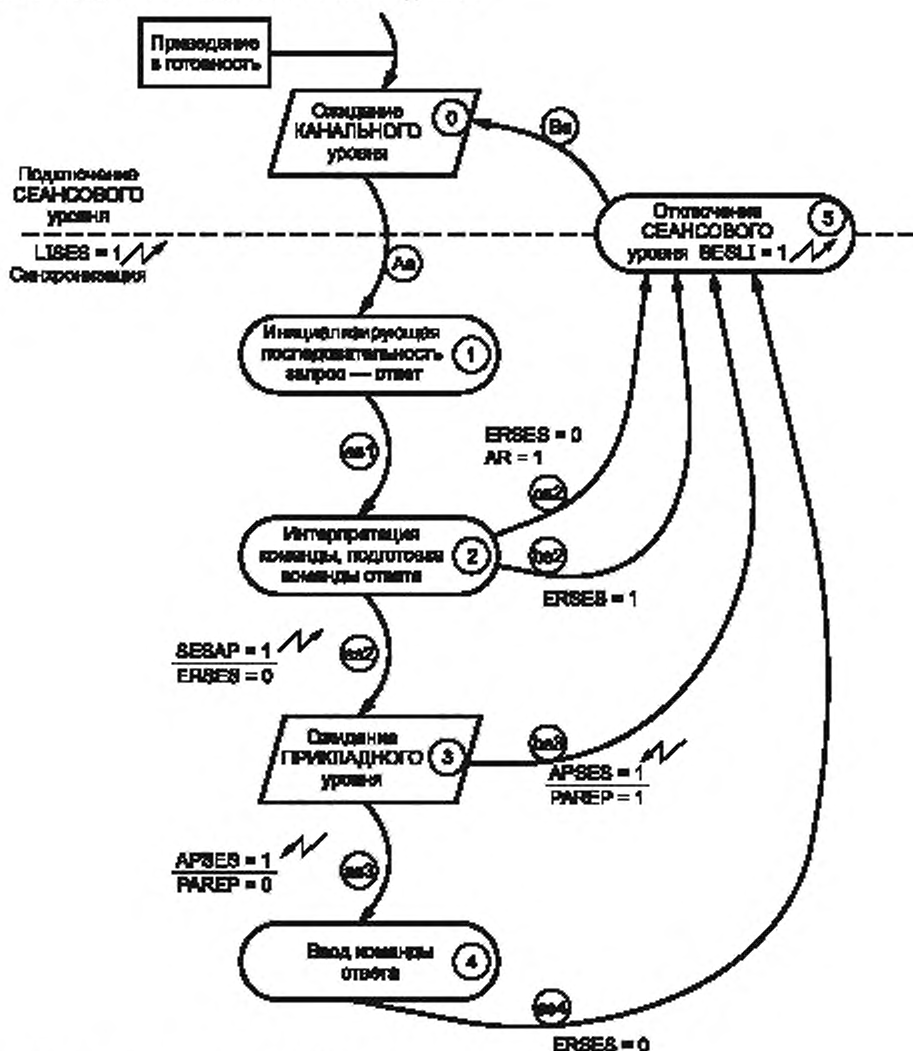 Приведение
в готовность
Ожидание
КАНАЛЬНОГО
уровня
0
Ba
Подключение
СЕАНСОВОГО
уровня
LISES = 1
Синхронизация
Отключение
СЕАНСОВОГО
уровня SESLI = 1
5
Aa
Инициализирующая
последовательность
запрос — ответ
1
aa1
ERSES = 0
AR = 1
ca2
Интерпретация
команды, подготовка
команды ответа
2
ba2
ERSES = 1
SESAP = 1
ERSES = 0
aa2
Ожидание
ПРИКЛАДНОГО
уровня
3
ba3
APSES = 1
PAREP = 1
APSES = 1
PAREP = 0
aa3
Ввод команды
ответа
4
aa4
ERSES = 0